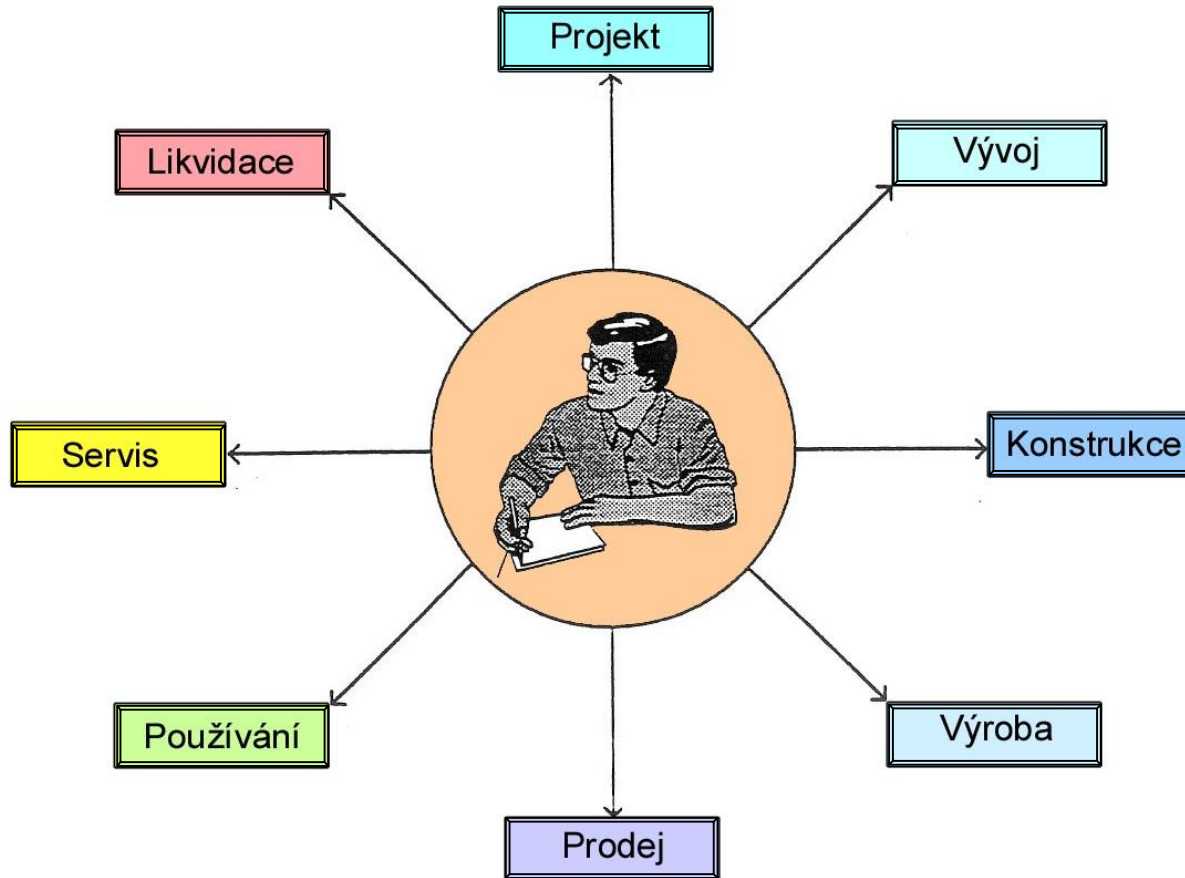 Projekt
Vývoj
Likvidace
Konstrukce
Servis
Výroba
Používání
Prodej